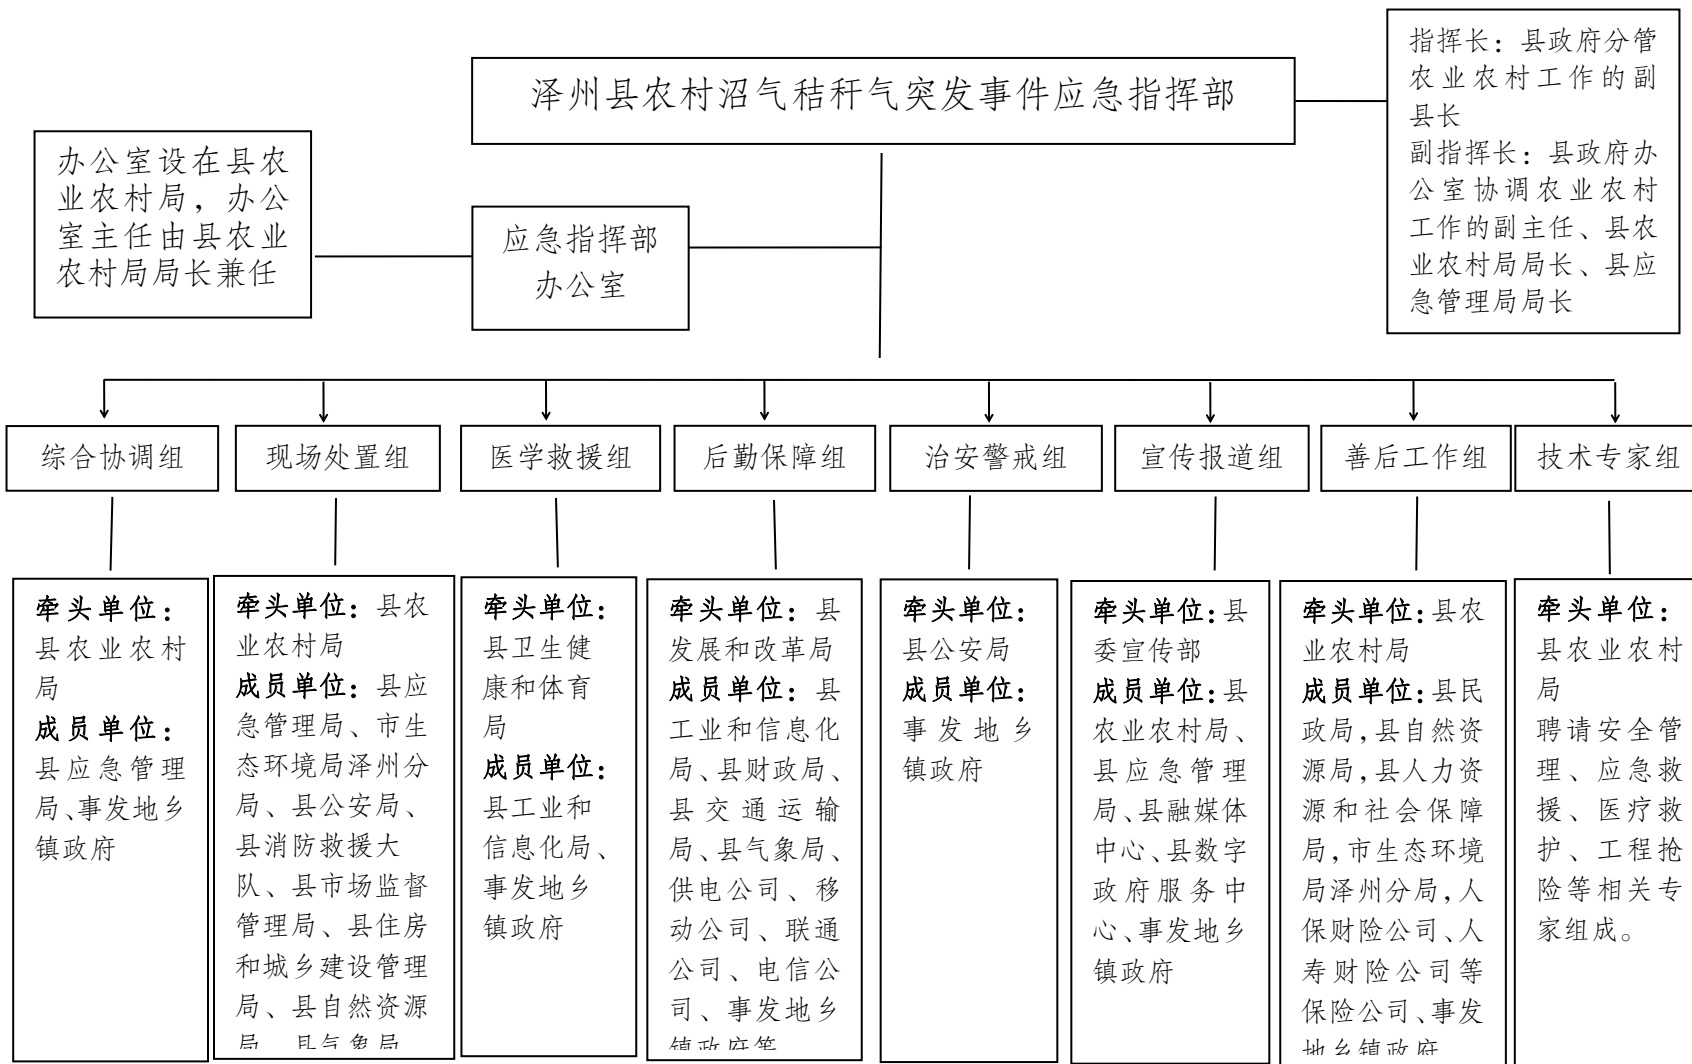 泽州县农村沼气秸秆气突发事件应急指挥部
指挥长：县政府分管
农业农村工作的副
县长
副指挥长：县政府办
公室协调农业农村
工作的副主任、县农
业农村局局长、县应
急管理局局长
办公室设在县农
业农村局，办公
室主任由县农业
农村局局长兼任
应急指挥部
办公室
综合协调组
现场处置组
医学救援组
后勤保障组
治安警戒组
宣传报道组
善后工作组
技术专家组
牵头单位：
县农业农村
局
成员单位：
县应急管理
局、事发地乡
镇政府
牵头单位：县农
业农村局
成员单位：县应
急管理局、市生
态环境局泽州分
局、县公安局、
县消防救援大
队、县市场监督
管理局、县住房
和城乡建设管理
局、县自然资源
局、县气象局
牵头单位：
县卫生健
康和体育
局
成员单位：
县工业和
信息化局、
事发地乡
镇政府
牵头单位：县
发展和改革局
成员单位：县
工业和信息化
局、县财政局、
县交通运输
局、县气象局、
供电公司、移
动公司、联通
公司、电信公
司、事发地乡
镇政府等
牵头单位：
县公安局
成员单位：
事发地乡
镇政府
牵头单位：县
委宣传部
成员单位：县
农业农村局、
县应急管理
局、县融媒体
中心、县数字
政府服务中
心、事发地乡
镇政府
牵头单位：县农
业农村局
成员单位：县民
政局，县自然资
源局，县人力资
源和社会保障
局，市生态环境
局泽州分局，人
保财险公司、人
寿财险公司等
保险公司、事发
地乡镇政府
牵头单位：
县农业农村
局
聘请安全管
理、应急救
援、医疗救
护、工程抢
险等相关专
家组成。